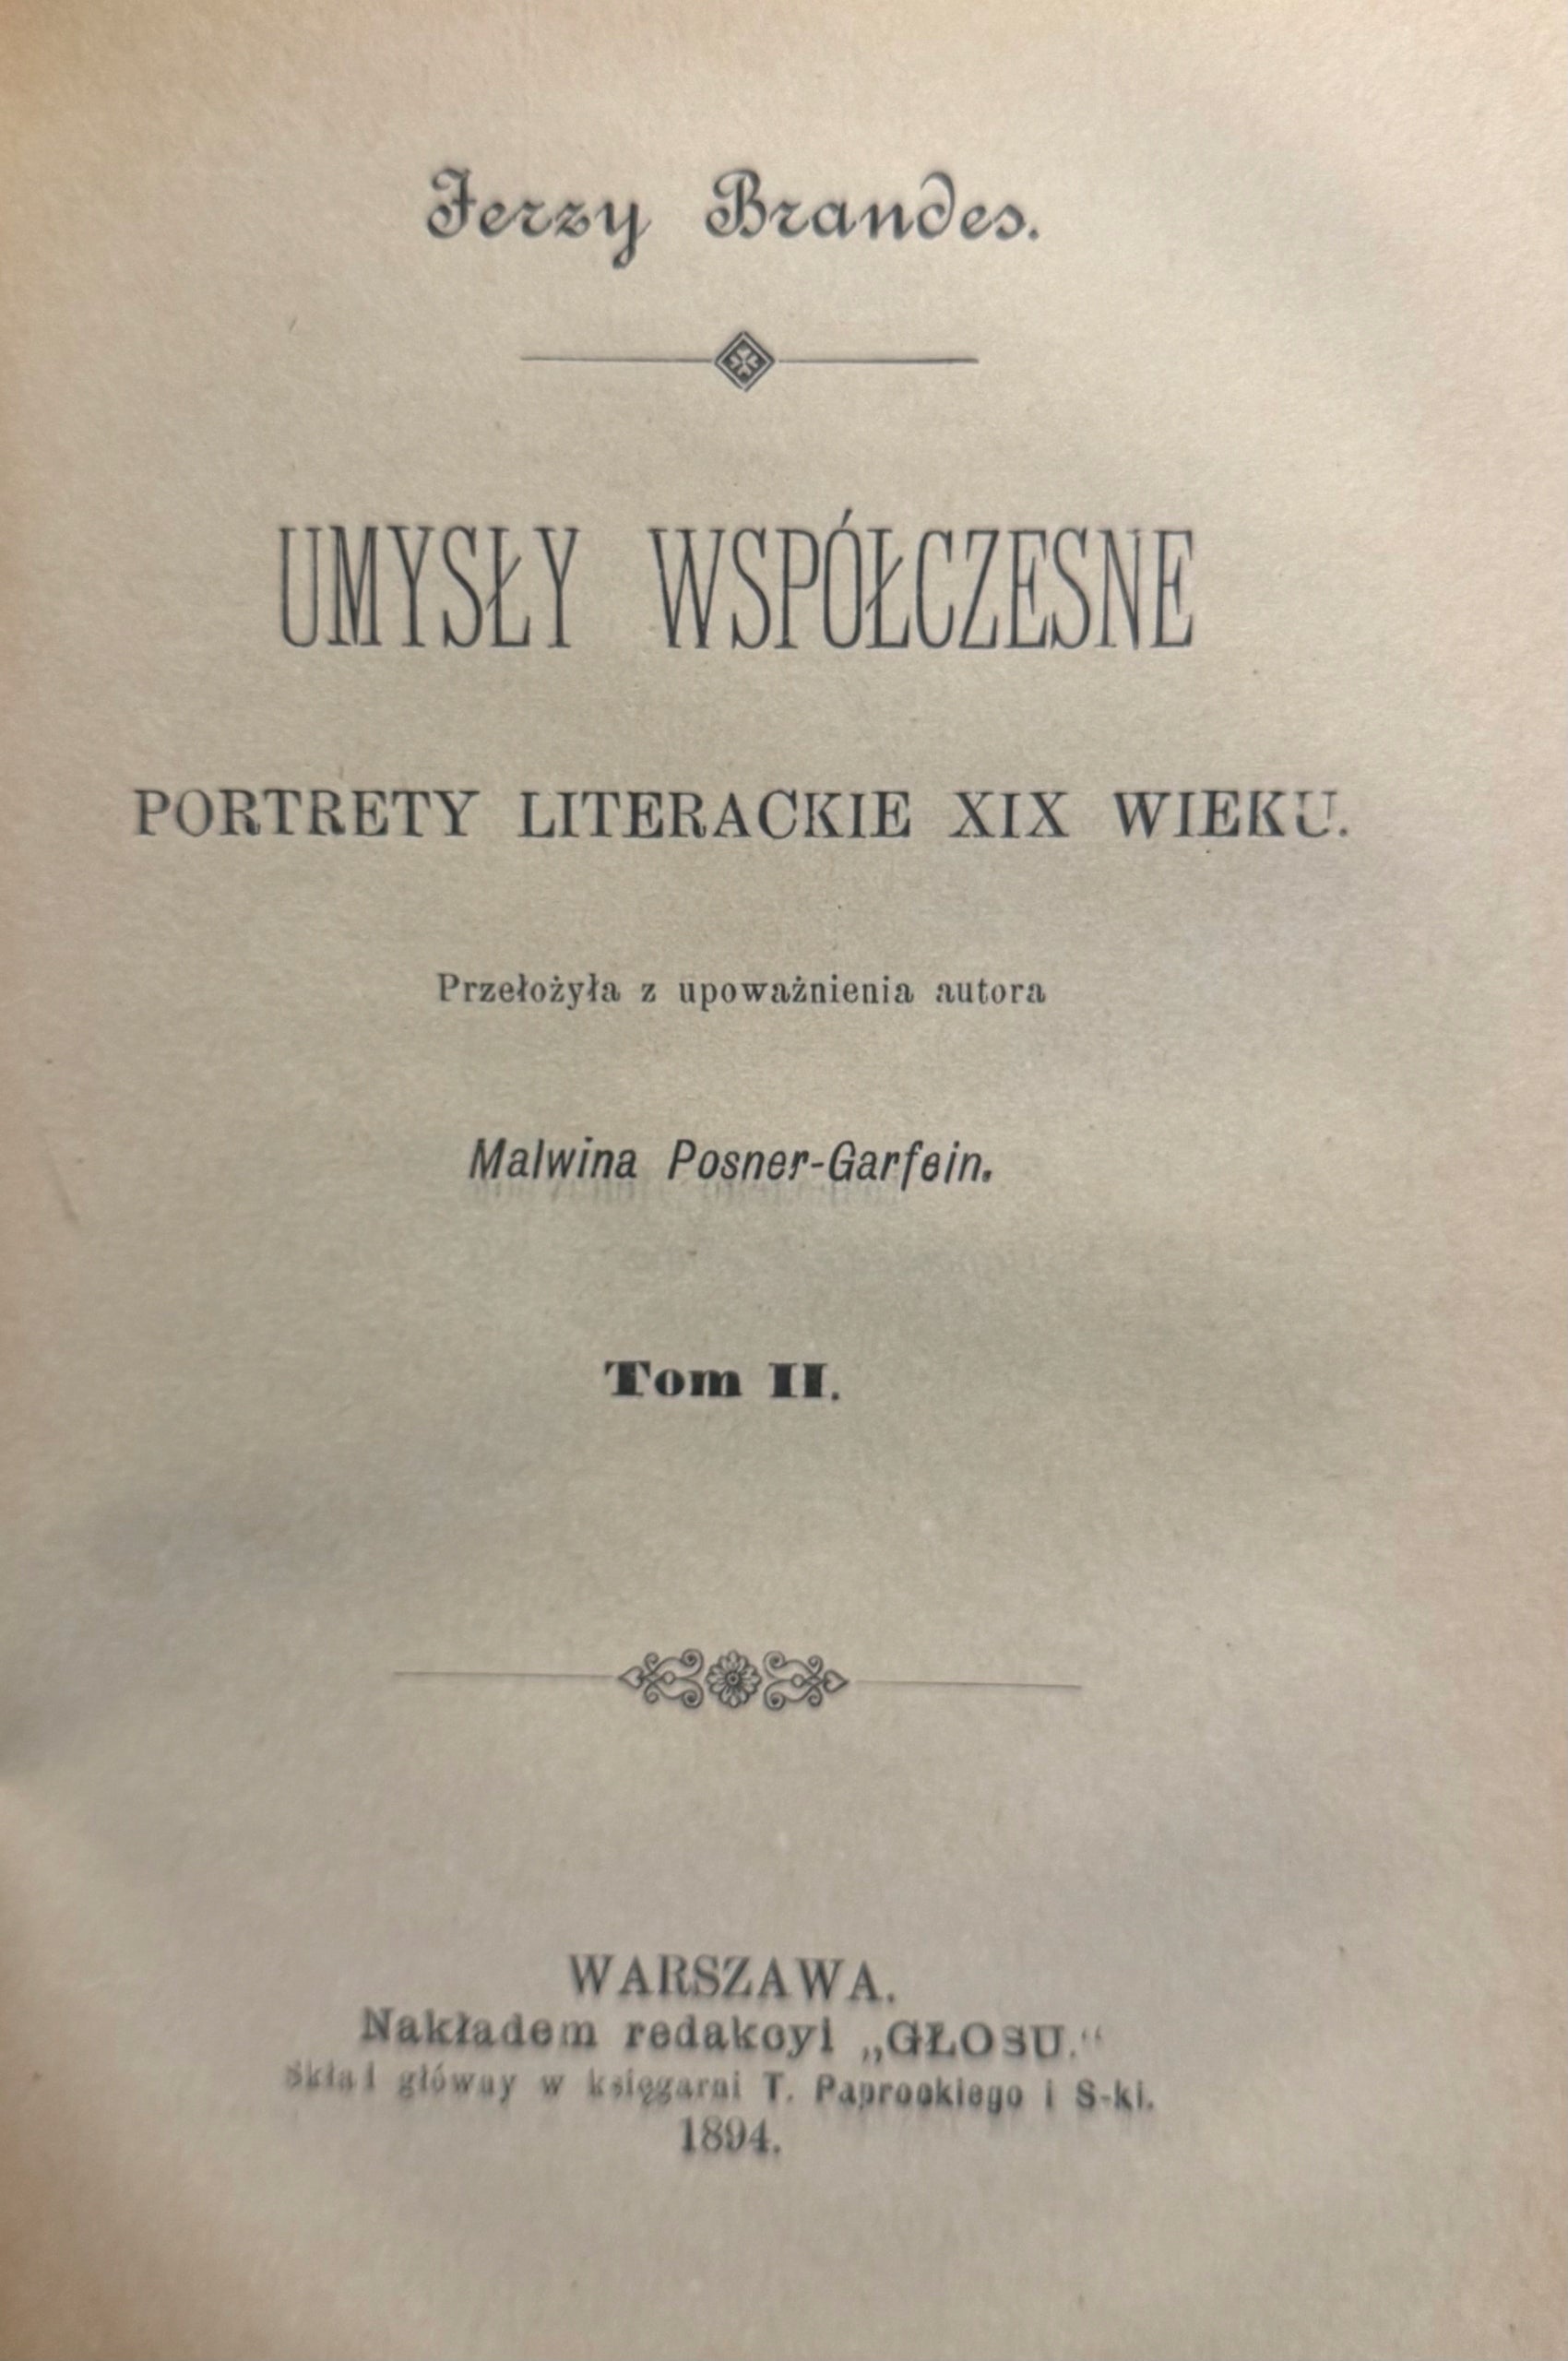 Jerzy Brandes.
UMYSŁY WSPÓŁCZESNE
PORTRETY LITERACKIE XIX WIEKU.
Przełożyła z upoważnienia autora
Malwina Posner-Garfein.
Tom II.
WARSZAWA.
Nakładem redakcyi „GŁOSU.“
Skład główny w księgarni T. Paprockiego i S-ki.
1894.